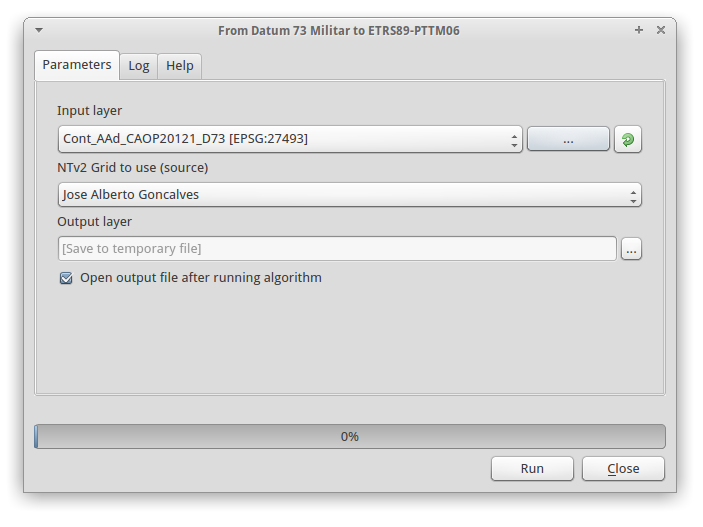 From Datum 73 Militar to ETRS89-PTTM06
Parameters Log Help
Input layer
Cont_AAd_CAOP20121_D73 [EPSG:27493] ...
NTv2 Grid to use (source)
Jose Alberto Goncalves
Output layer
[Save to temporary file] ...
Open output file after running algorithm
0%
Run Close